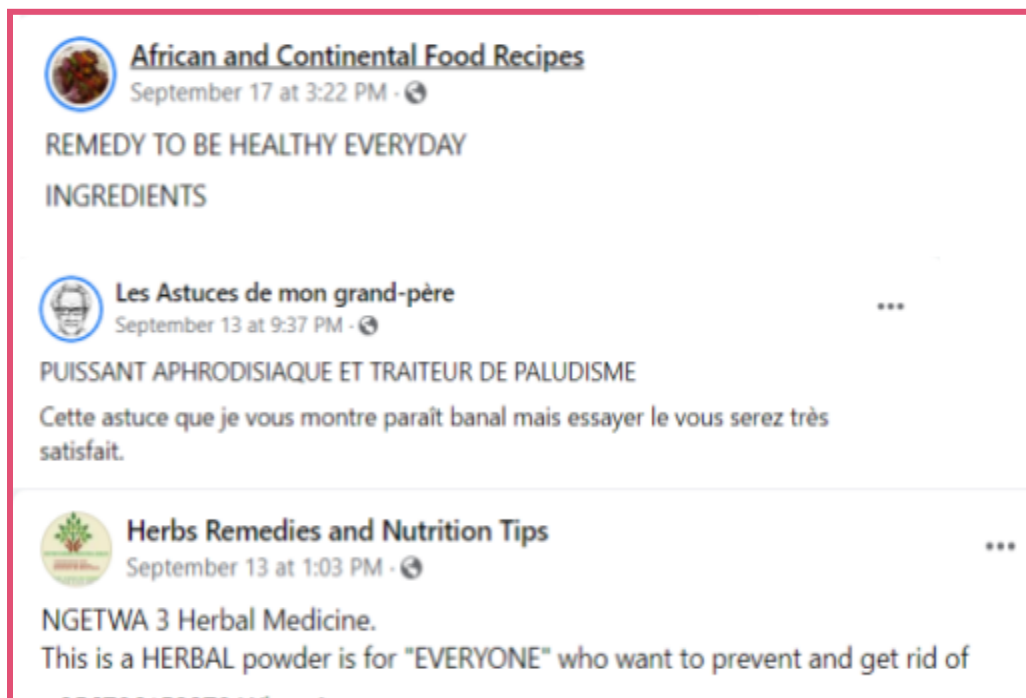 African and Continental Food Recipes
September 17 at 3:22 PM ·
REMEDY TO BE HEALTHY EVERYDAY
INGREDIENTS
Les Astuces de mon grand-père
September 13 at 9:37 PM ·
PUISSANT APHRODISIAQUE ET TRAITEUR DE PALUDISME
Cette astuce que je vous montre paraît banal mais essayer le vous serez très
satisfait.
Herbs Remedies and Nutrition Tips
September 13 at 1:03 PM ·
NGETWA 3 Herbal Medicine.
This is a HERBAL powder is for "EVERYONE" who want to prevent and get rid of